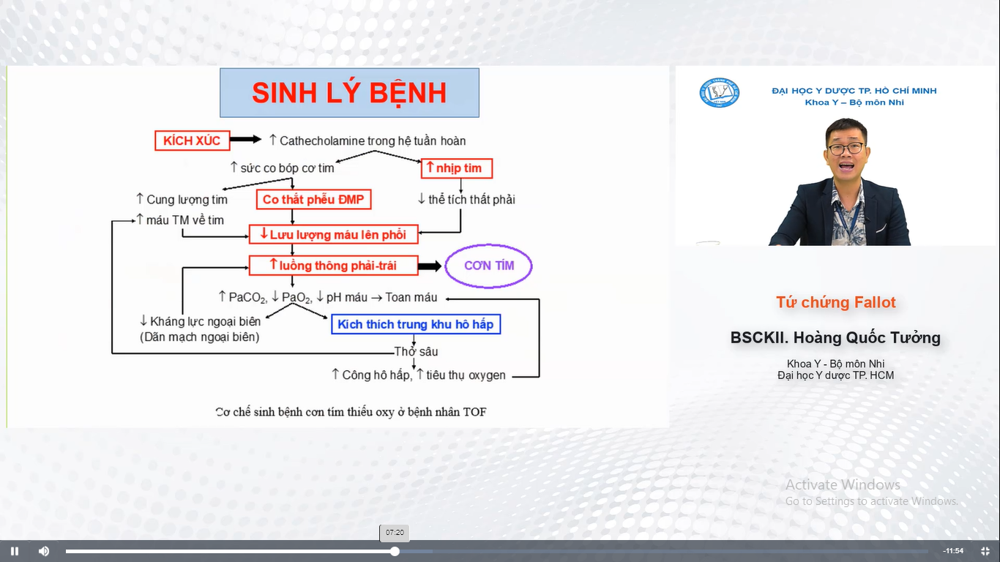 SINH LÝ BỆNH
KÍCH XÚC
↑ Cathecholamine trong hệ tuần hoàn
↑ sức co bóp cơ tim
↑ nhịp tim
↑ Cung lượng tim
Co thắt phễu ĐMP
↓ thể tích thất phải
↑ máu TM về tim
↓ Lưu lượng máu lên phổi
↑ luồng thông phải-trái
CƠN TÍM
↑ PaCO2, ↓ PaO2, ↓ pH máu → Toan máu
↓ Kháng lực ngoại biên
(Dãn mạch ngoại biên)
Kích thích trung khu hô hấp
Thở sâu
↑ Công hô hấp, ↑ tiêu thụ oxygen
Cơ chế sinh bệnh cơn tím thiếu oxy ở bệnh nhân TOF
ĐẠI HỌC Y DƯỢC TP. HỒ CHÍ MINH
Khoa Y – Bộ môn Nhi
Tứ chứng Fallot
BSCKII. Hoàng Quốc Tưởng
Khoa Y - Bộ môn Nhi
Đại học Y dược TP. HCM
Activate Windows
Go to Settings to activate Windows.
07:20
-11:54